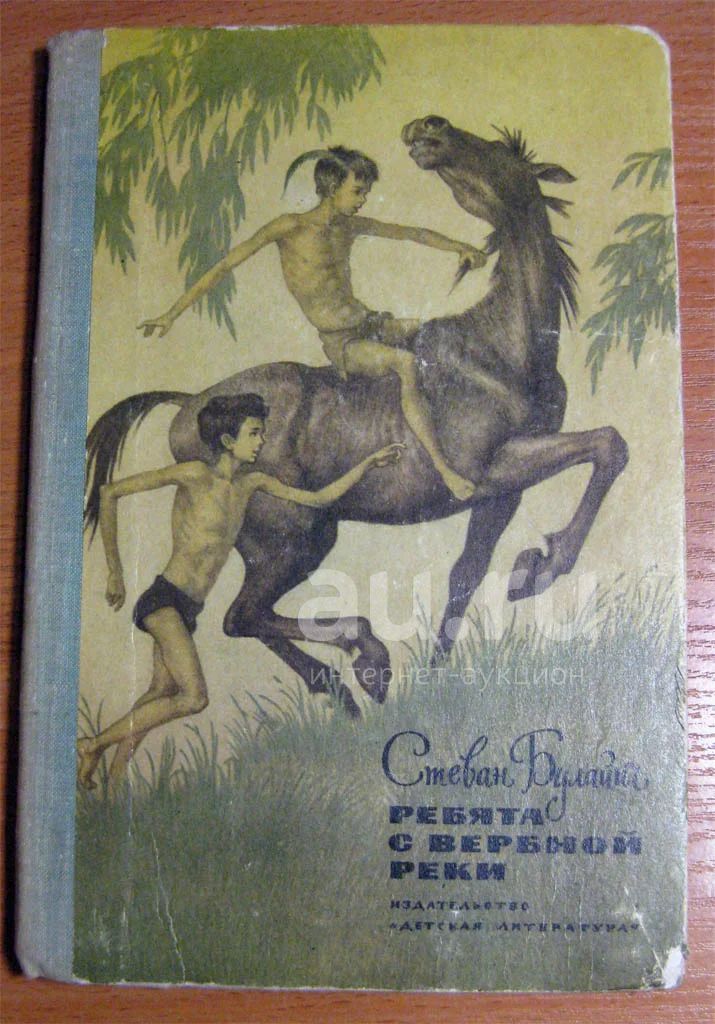 au.ru
интернет-аукцион
Стеван Булайич
РЕБЯТА
С ВЕРБНОЙ
РЕКИ
ИЗДАТЕЛЬСТВО
«ДЕТСКАЯ ЛИТЕРАТУРА»